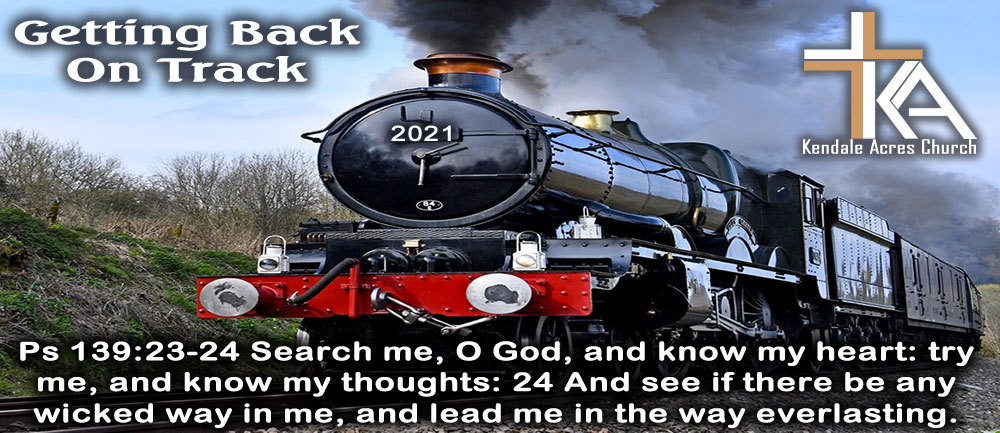 Getting Back
On Track
KA
Kendale Acres Church
2021
84
Ps 139:23-24 Search me, O God, and know my heart: try
me, and know my thoughts: 24 And see if there be any
wicked way in me, and lead me in the way everlasting.